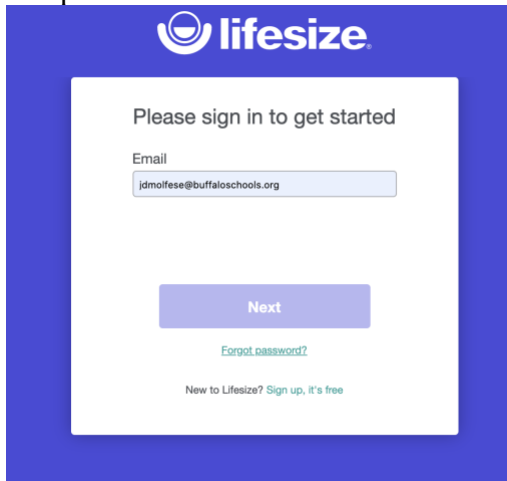 lifesize.
Please sign in to get started
Email
jdmolfese@buffaloschools.org
Next
Forgot password?
New to Lifesize? Sign up, it's free